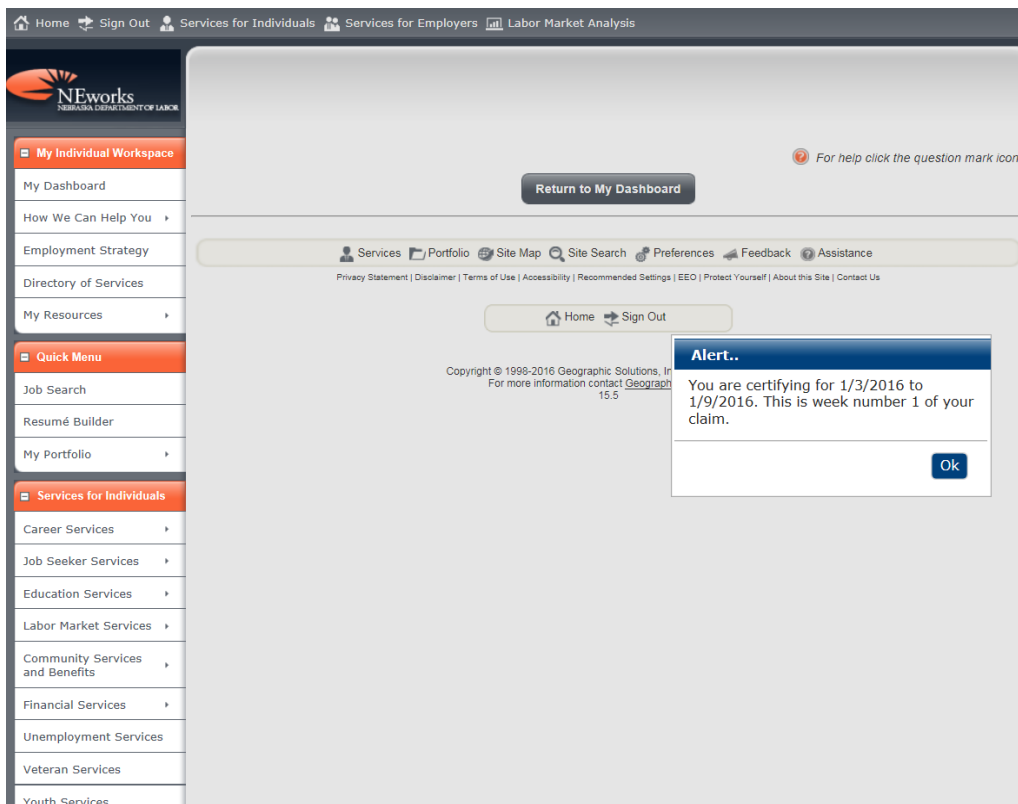 Home Sign Out Services for Individuals Services for Employers Labor Market Analysis
NEworks
NEBRASKA DEPARTMENT OF LABOR
My Individual Workspace
My Dashboard
How We Can Help You
Employment Strategy
Directory of Services
My Resources
Quick Menu
Job Search
Resumé Builder
My Portfolio
Services for Individuals
Career Services
Job Seeker Services
Education Services
Labor Market Services
Community Services
and Benefits
Financial Services
Unemployment Services
Veteran Services
Youth Services
For help click the question mark icon
Return to My Dashboard
Services Portfolio Site Map Site Search Preferences Feedback Assistance
Privacy Statement | Disclaimer | Terms of Use | Accessibility | Recommended Settings | EEO | Protect Yourself | About this Site | Contact Us
Home Sign Out
Copyright © 1998-2016 Geographic Solutions, In
For more information contact Geograph
15.5
Alert..
You are certifying for 1/3/2016 to
1/9/2016. This is week number 1 of your
claim.
Ok